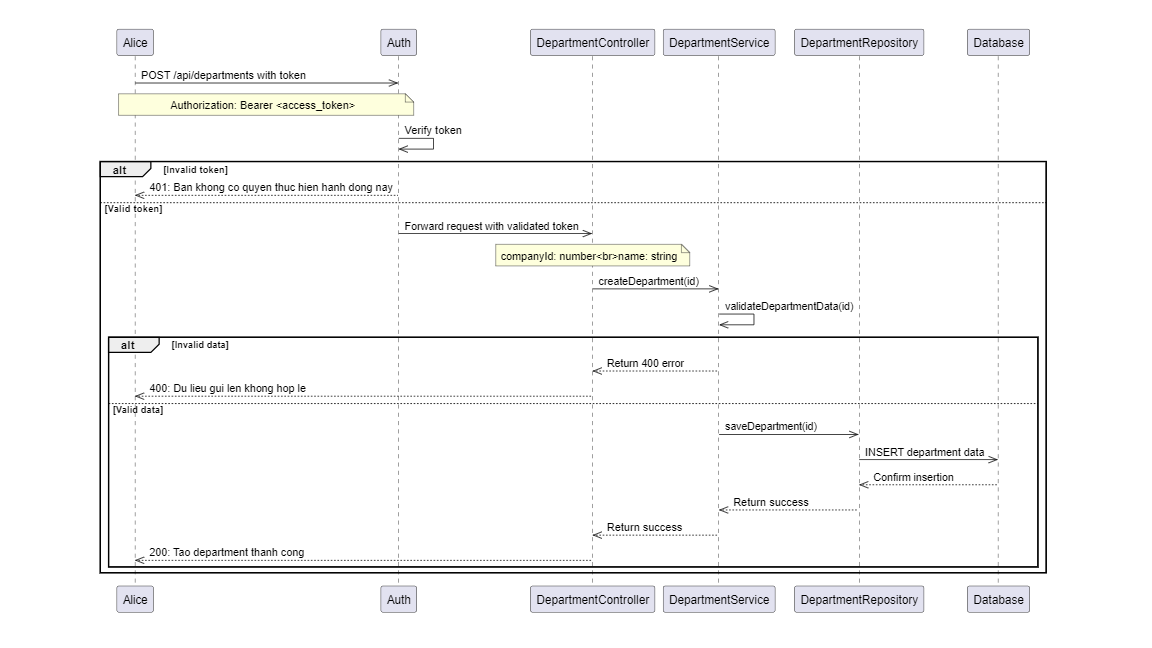 Alice Auth DepartmentController DepartmentService DepartmentRepository Database
POST /api/departments with token
Authorization: Bearer <access_token>
Verify token
alt [Invalid token]
401: Ban khong co quyen thuc hien hanh dong nay
[Valid token]
Forward request with validated token
companyId: number<br>name: string
createDepartment(id)
validateDepartmentData(id)
alt [Invalid data]
Return 400 error
400: Du lieu gui len khong hop le
[Valid data]
saveDepartment(id)
INSERT department data
Confirm insertion
Return success
Return success
200: Tao department thanh cong
Alice Auth DepartmentController DepartmentService DepartmentRepository Database